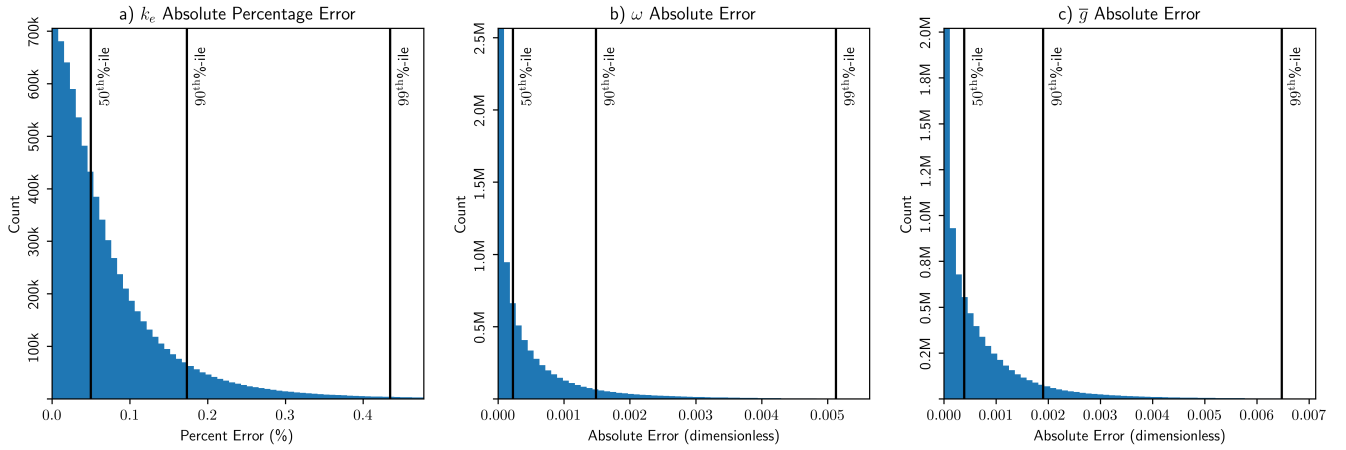 a) kₑ Absolute Percentage Error
700k
600k
500k
400k
300k
200k
100k
Count
50ᵗʰ%-ile
90ᵗʰ%-ile
99ᵗʰ%-ile
0.0 0.1 0.2 0.3 0.4
Percent Error (%)
b) ω Absolute Error
2.5M
2.0M
1.5M
1.0M
0.5M
Count
50ᵗʰ%-ile
90ᵗʰ%-ile
99ᵗʰ%-ile
0.000 0.001 0.002 0.003 0.004 0.005
Absolute Error (dimensionless)
c) g̅ Absolute Error
2.0M
1.8M
1.5M
1.2M
1.0M
0.8M
0.5M
0.2M
Count
50ᵗʰ%-ile
90ᵗʰ%-ile
99ᵗʰ%-ile
0.000 0.001 0.002 0.003 0.004 0.005 0.006 0.007
Absolute Error (dimensionless)